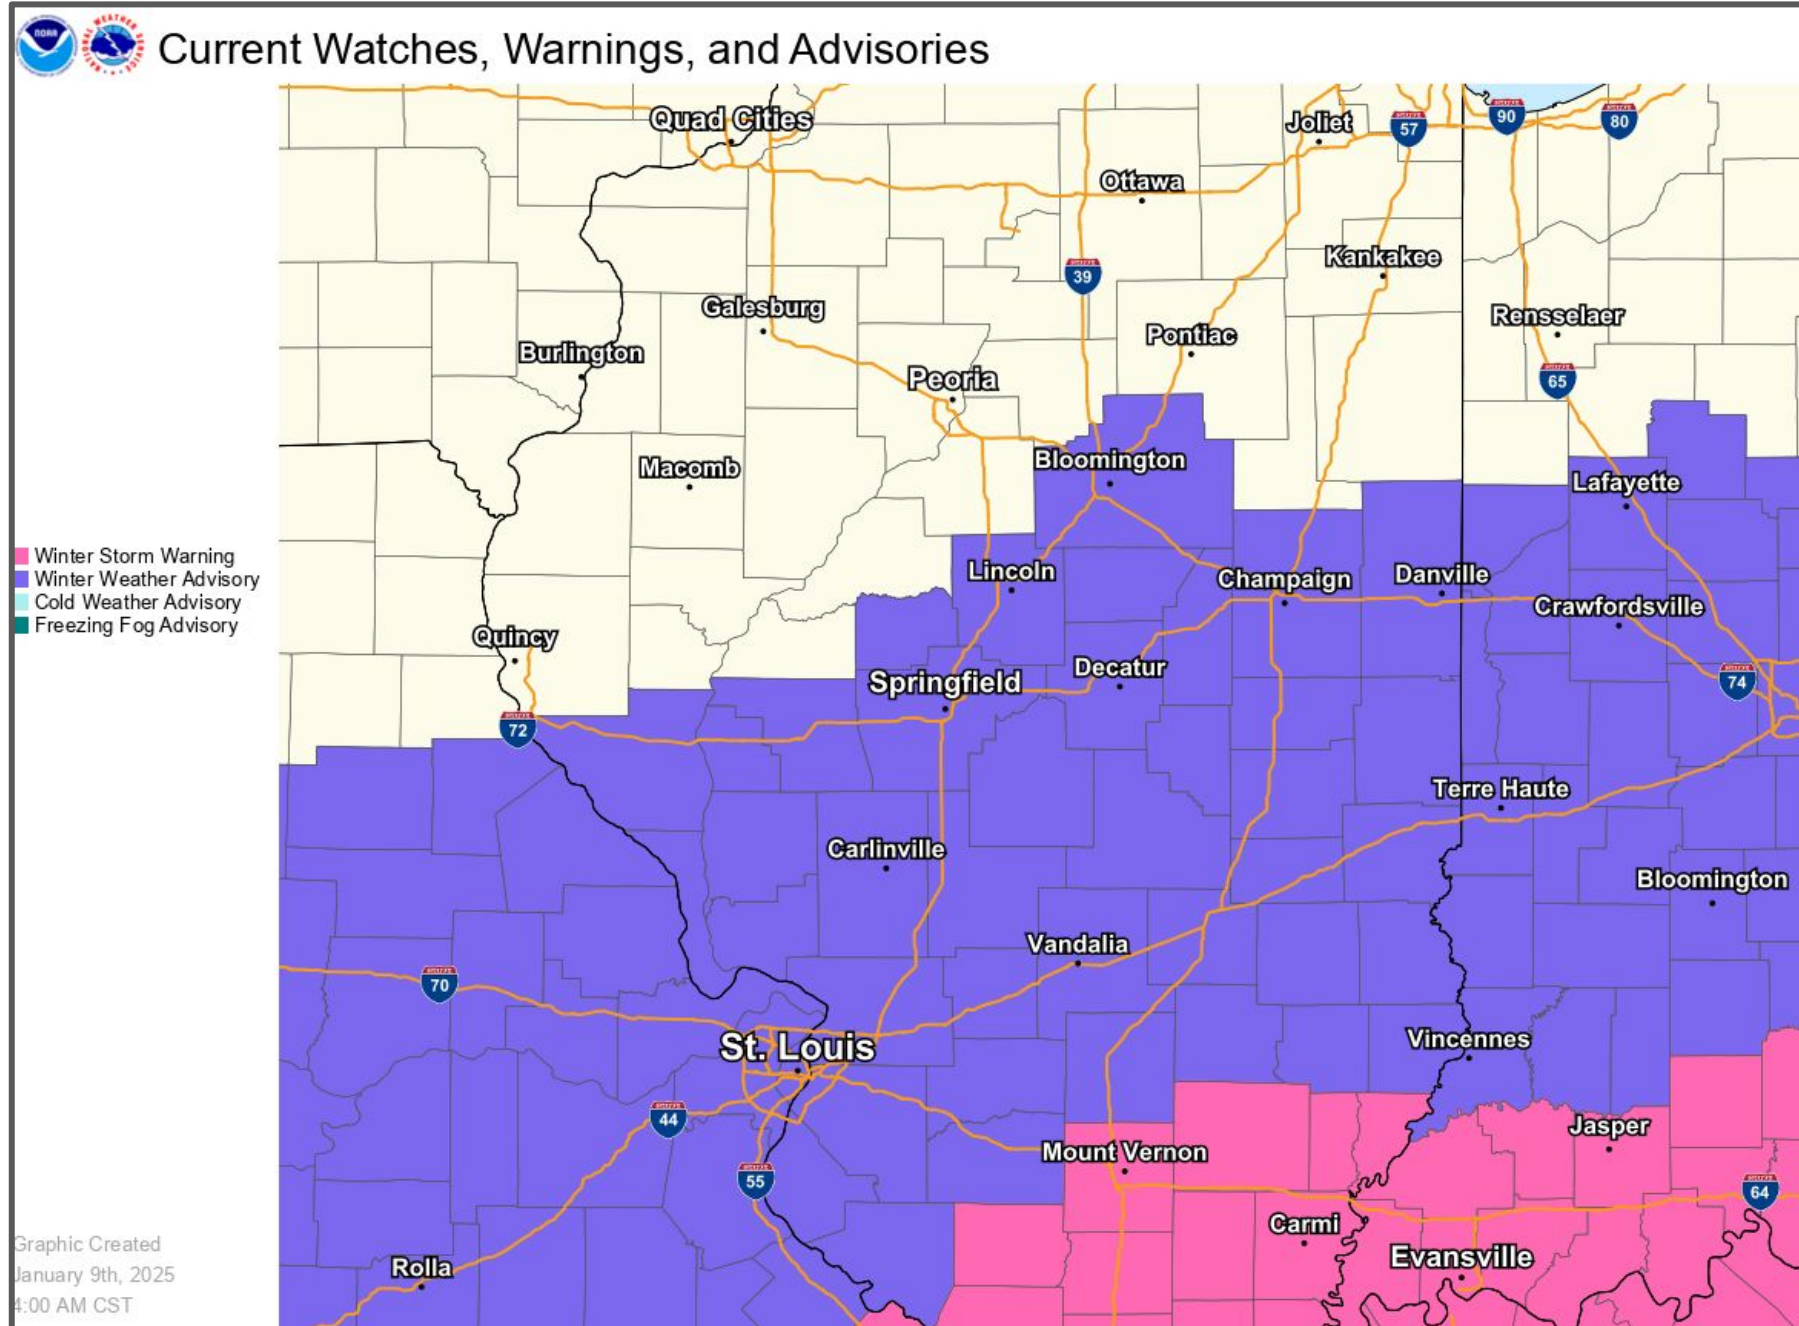 NOAA
Current Watches, Warnings, and Advisories
Quad Cities
Joliet
57
90
80
Ottawa
Kankakee
39
Galesburg
Rensselaer
Pontiac
Burlington
Peoria
65
Bloomington
Macomb
Lafayette
Winter Storm Warning
Winter Weather Advisory
Cold Weather Advisory
Freezing Fog Advisory
Lincoln
Champaign
Danville
Crawfordsville
Quincy
Decatur
Springfield
74
72
Terre Haute
Carlinville
Bloomington
Vandalia
70
Vincennes
St. Louis
44
Jasper
Mount Vernon
55
64
Carmi
Evansville
Rolla
Graphic Created
January 9th, 2025
4:00 AM CST